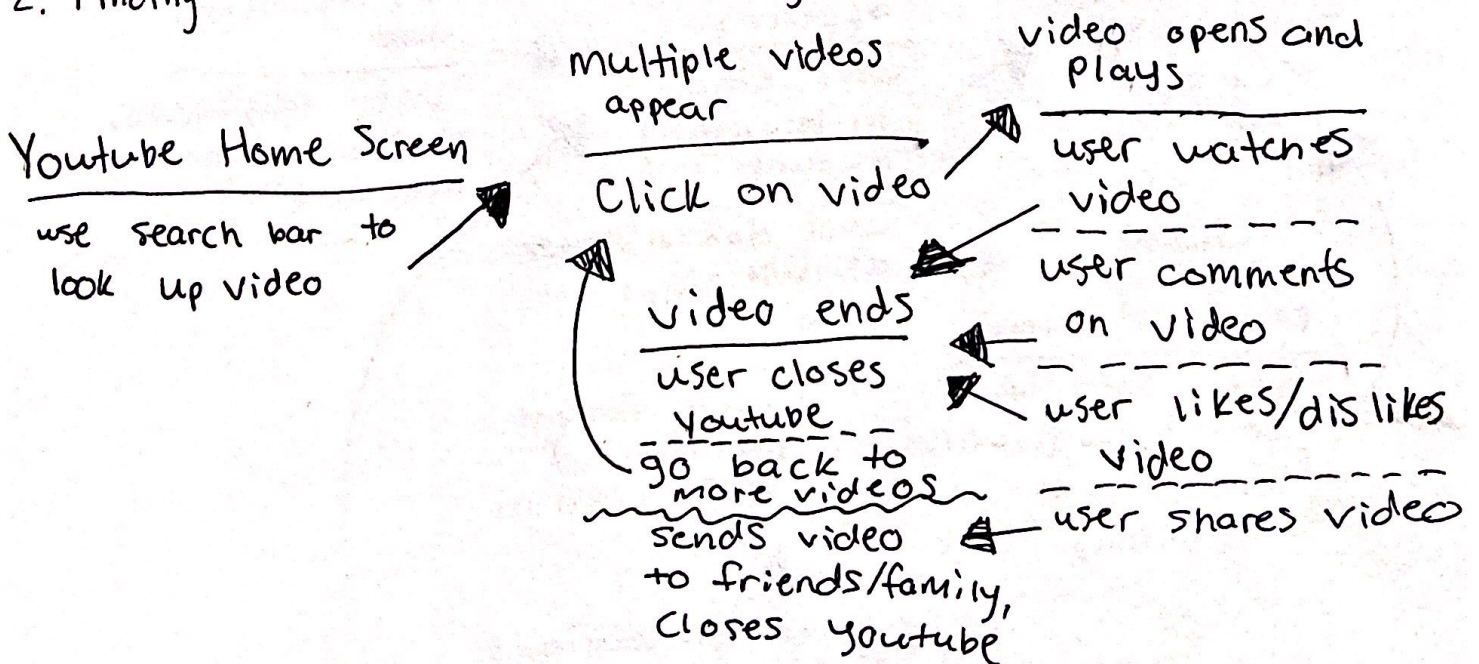 2. Finding
Youtube Home Screen
use search bar to
look up video
multiple videos
appear
Click on video
video opens and
Plays
user watches
video
user comments
on video
user likes/dislikes
video
user shares video
video ends
user closes
Youtube
go back to
more videos
sends video
to friends/family,
Closes youtube